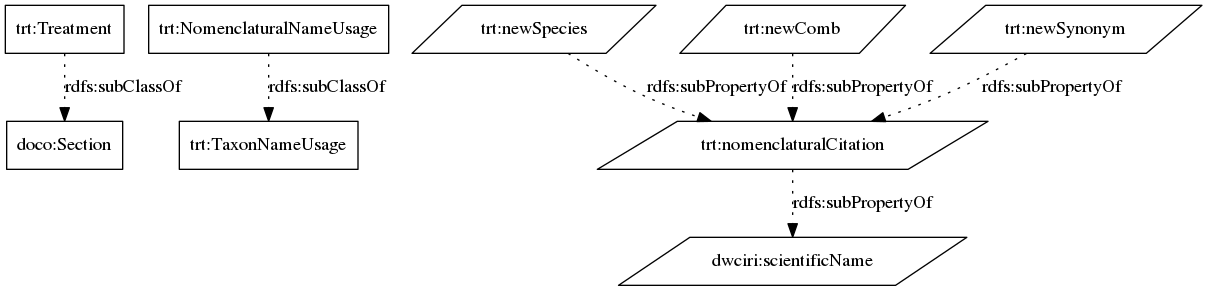 trt:Treatment
trt:NomenclaturalNameUsage
trt:newSpecies
trt:newComb
trt:newSynonym
rdfs:subClassOf
rdfs:subClassOf
rdfs:subPropertyOf
rdfs:subPropertyOf
rdfs:subPropertyOf
doco:Section
trt:TaxonNameUsage
trt:nomenclaturalCitation
rdfs:subPropertyOf
dwciri:scientificName